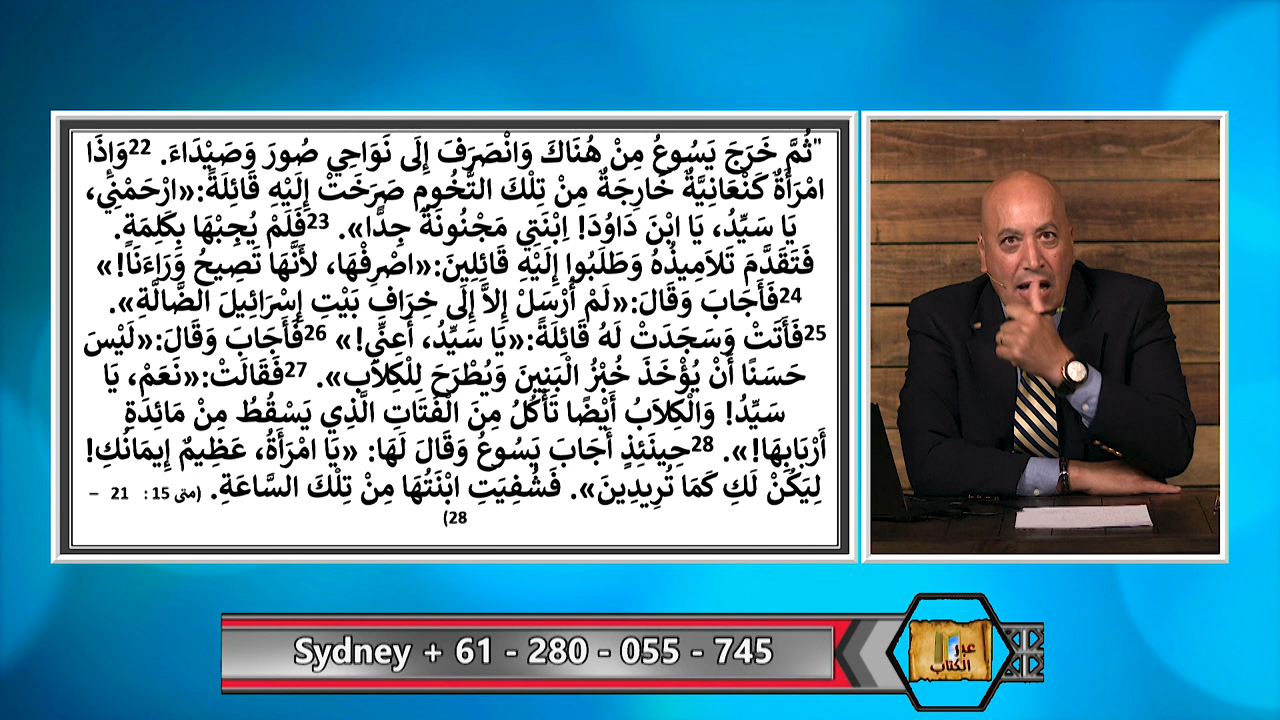 "ثُمَّ خَرَجَ يَسُوعُ مِنْ هُنَاكَ وَانْصَرَفَ إِلَى نَوَاحِي صُورَ وَصَيْدَاءَ. 22وَإِذَا
امْرَأَةٌ كَنْعَانِيَّةٌ خَارِجَةٌ مِنْ تِلْكَ التُّخُومِ صَرَخَتْ إِلَيْهِ قَائِلَةً:«ارْحَمْنِي،
يَا سَيِّدُ، يَا ابْنَ دَاوُدَ! اِبْنَتِي مَجْنُونَةٌ جِدًّا». 23فَلَمْ يُجِبْهَا بِكَلِمَةٍ.
فَتَقَدَّمَ تَلاَمِيذُهُ وَطَلَبُوا إِلَيْهِ قَائِلِينَ:«اصْرِفْهَا، لأَنَّهَا تَصِيحُ وَرَاءَنَا!»
24فَأَجَابَ وَقَالَ:«لَمْ أُرْسَلْ إِلاَّ إِلَى خِرَافِ بَيْتِ إِسْرَائِيلَ الضَّالَّةِ».
25فَأَتَتْ وَسَجَدَتْ لَهُ قَائِلَةً:«يَا سَيِّدُ، أَعِنِّي!» 26فَأَجَابَ وَقَالَ:«لَيْسَ
حَسَنًا أَنْ يُؤْخَذَ خُبْزُ الْبَنِينَ وَيُطْرَحَ لِلْكِلاَب». 27فَقَالَتْ:«نَعَمْ، يَا
سَيِّدُ! وَالْكِلاَبُ أَيْضًا تَأْكُلُ مِنَ الْفُتَاتِ الَّذِي يَسْقُطُ مِنْ مَائِدَةِ
أَرْبَابِهَا!». 28حِينَئِذٍ أَجَابَ يَسُوعُ وَقَالَ لَهَا: «يَا امْرَأَةُ، عَظِيمٌ إِيمَانُكِ!
لِيَكُنْ لَكِ كَمَا تُرِيدِينَ». فَشُفِيَتِ ابْنَتُهَا مِنْ تِلْكَ السَّاعَةِ. (متى 15 : 21 –
28)
Sydney + 61 - 280 - 055 - 745
عبر
الكتاب